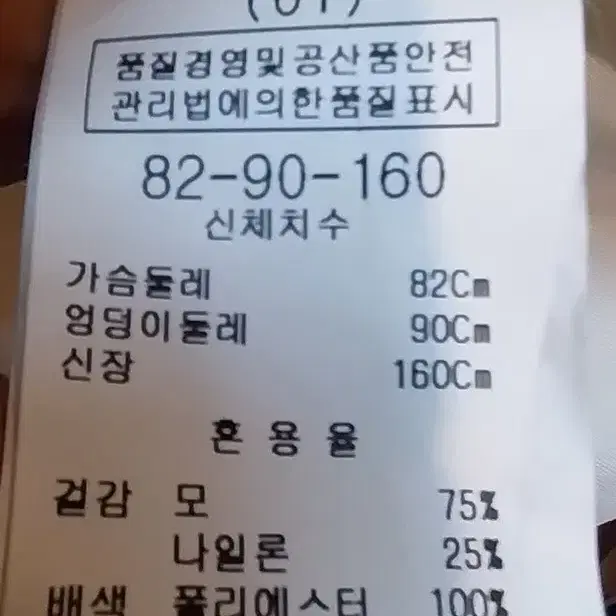 품질경영및공산품안전
관리법에의한품질표시
82-90-160
신체치수
가슴둘레 82Cm
엉덩이둘레 90Cm
신장 160Cm
혼용율
겉감 모 75%
나일론 25%
배색 폴리에스터 100%